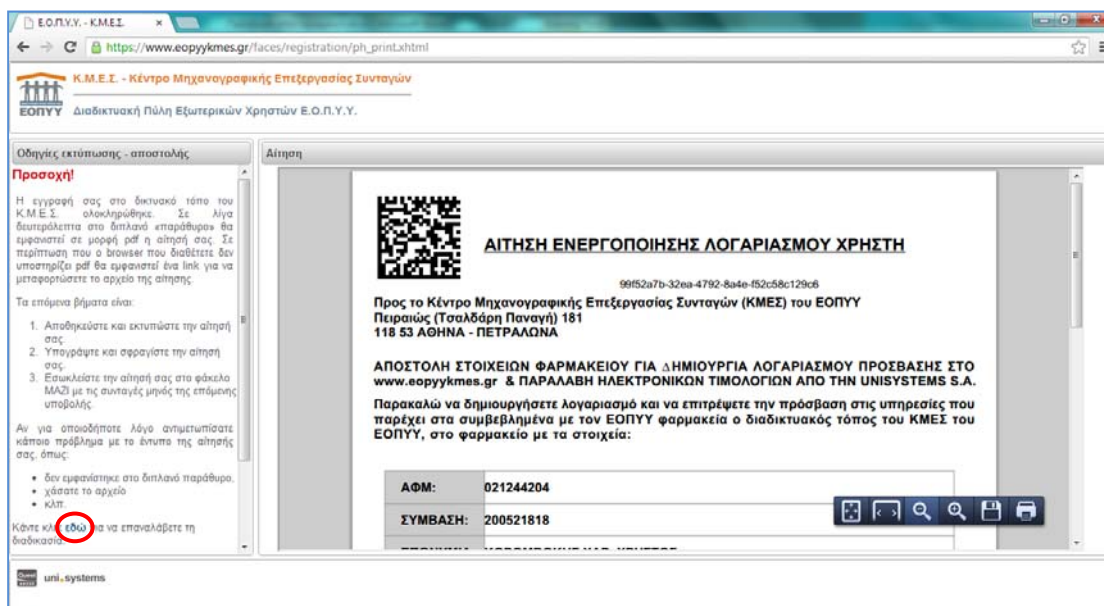 Ε.Ο.Π.Υ.Υ. - Κ.Μ.Ε.Σ.
https://www.eopyykmes.gr/faces/registration/ph_print.xhtml
Κ.Μ.Ε.Σ. - Κέντρο Μηχανογραφικής Επεξεργασίας Συνταγών
ΕΟΠΥΥ
Διαδικτυακή Πύλη Εξωτερικών Χρηστών Ε.Ο.Π.Υ.Υ.
Οδηγίες εκτύπωσης - αποστολής
Προσοχή!
Η εγγραφή σας στο δικτυακό τόπο του
Κ.Μ.Ε.Σ. ολοκληρώθηκε. Σε λίγα
δευτερόλεπτα στο διπλανό «παράθυρο» θα
εμφανιστεί σε μορφή pdf η αίτησή σας. Σε
περίπτωση που ο browser που διαθέτετε δεν
υποστηρίζει pdf θα εμφανιστεί ένα link για να
μεταφορτώσετε το αρχείο της αίτησης.
Τα επόμενα βήματα είναι:
1. Αποθηκεύστε και εκτυπώστε την αίτησή
σας.
2. Υπογράψτε και σφραγίστε την αίτησή
σας.
3. Εσωκλείστε την αίτησή σας στο φάκελο
ΜΑΖΙ με τις συνταγές μηνός της επόμενης
υποβολής.
Αν για οποιοδήποτε λόγο αντιμετωπίσατε
κάποιο πρόβλημα με το έντυπο της αίτησής
σας, όπως:
• δεν εμφανίστηκε στο διπλανό παράθυρο,
• χάσατε το αρχείο
• κλπ.
Κάντε κλικ εδώ για να επαναλάβετε τη
διαδικασία.
Αίτηση
ΑΙΤΗΣΗ ΕΝΕΡΓΟΠΟΙΗΣΗΣ ΛΟΓΑΡΙΑΣΜΟΥ ΧΡΗΣΤΗ
99f52a7b-32ea-4792-8a4e-f52c58c129c6
Προς το Κέντρο Μηχανογραφικής Επεξεργασίας Συνταγών (ΚΜΕΣ) του ΕΟΠΥΥ
Πειραιώς (Τσαλδάρη Παναγή) 181
118 53 ΑΘΗΝΑ - ΠΕΤΡΑΛΩΝΑ
ΑΠΟΣΤΟΛΗ ΣΤΟΙΧΕΙΩΝ ΦΑΡΜΑΚΕΙΟΥ ΓΙΑ ΔΗΜΙΟΥΡΓΙΑ ΛΟΓΑΡΙΑΣΜΟΥ ΠΡΟΣΒΑΣΗΣ ΣΤΟ
www.eopyykmes.gr & ΠΑΡΑΛΑΒΗ ΗΛΕΚΤΡΟΝΙΚΩΝ ΤΙΜΟΛΟΓΙΩΝ ΑΠΟ ΤΗΝ UNISYSTEMS S.A.
Παρακαλώ να δημιουργήσετε λογαριασμό και να επιτρέψετε την πρόσβαση στις υπηρεσίες που
παρέχει στα συμβεβλημένα με τον ΕΟΠΥΥ φαρμακεία ο διαδικτυακός τόπος του ΚΜΕΣ του
ΕΟΠΥΥ, στο φαρμακείο με τα στοιχεία:
ΑΦΜ: 021244204
ΣΥΜΒΑΣΗ: 200521818
uni.systems